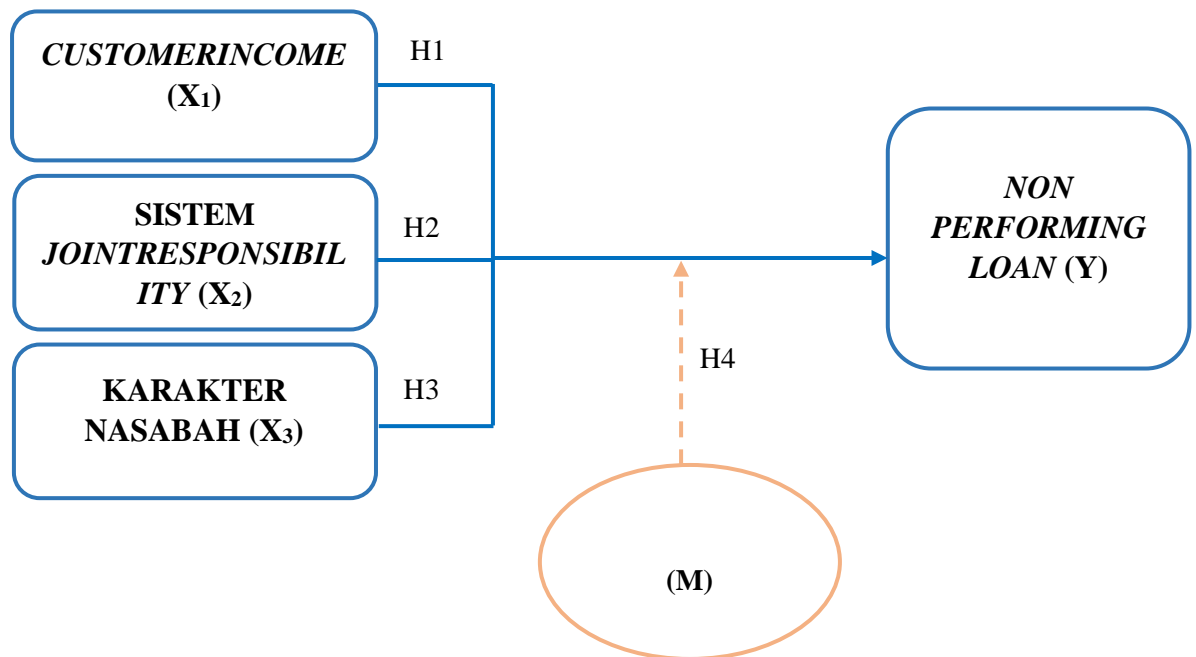 CUSTOMERINCOME
(X₁)
H1
SISTEM
JOINTRESPONSIBIL
ITY (X₂)
H2
KARAKTER
NASABAH (X₃)
H3
NON
PERFORMING
LOAN (Y)
H4
(M)